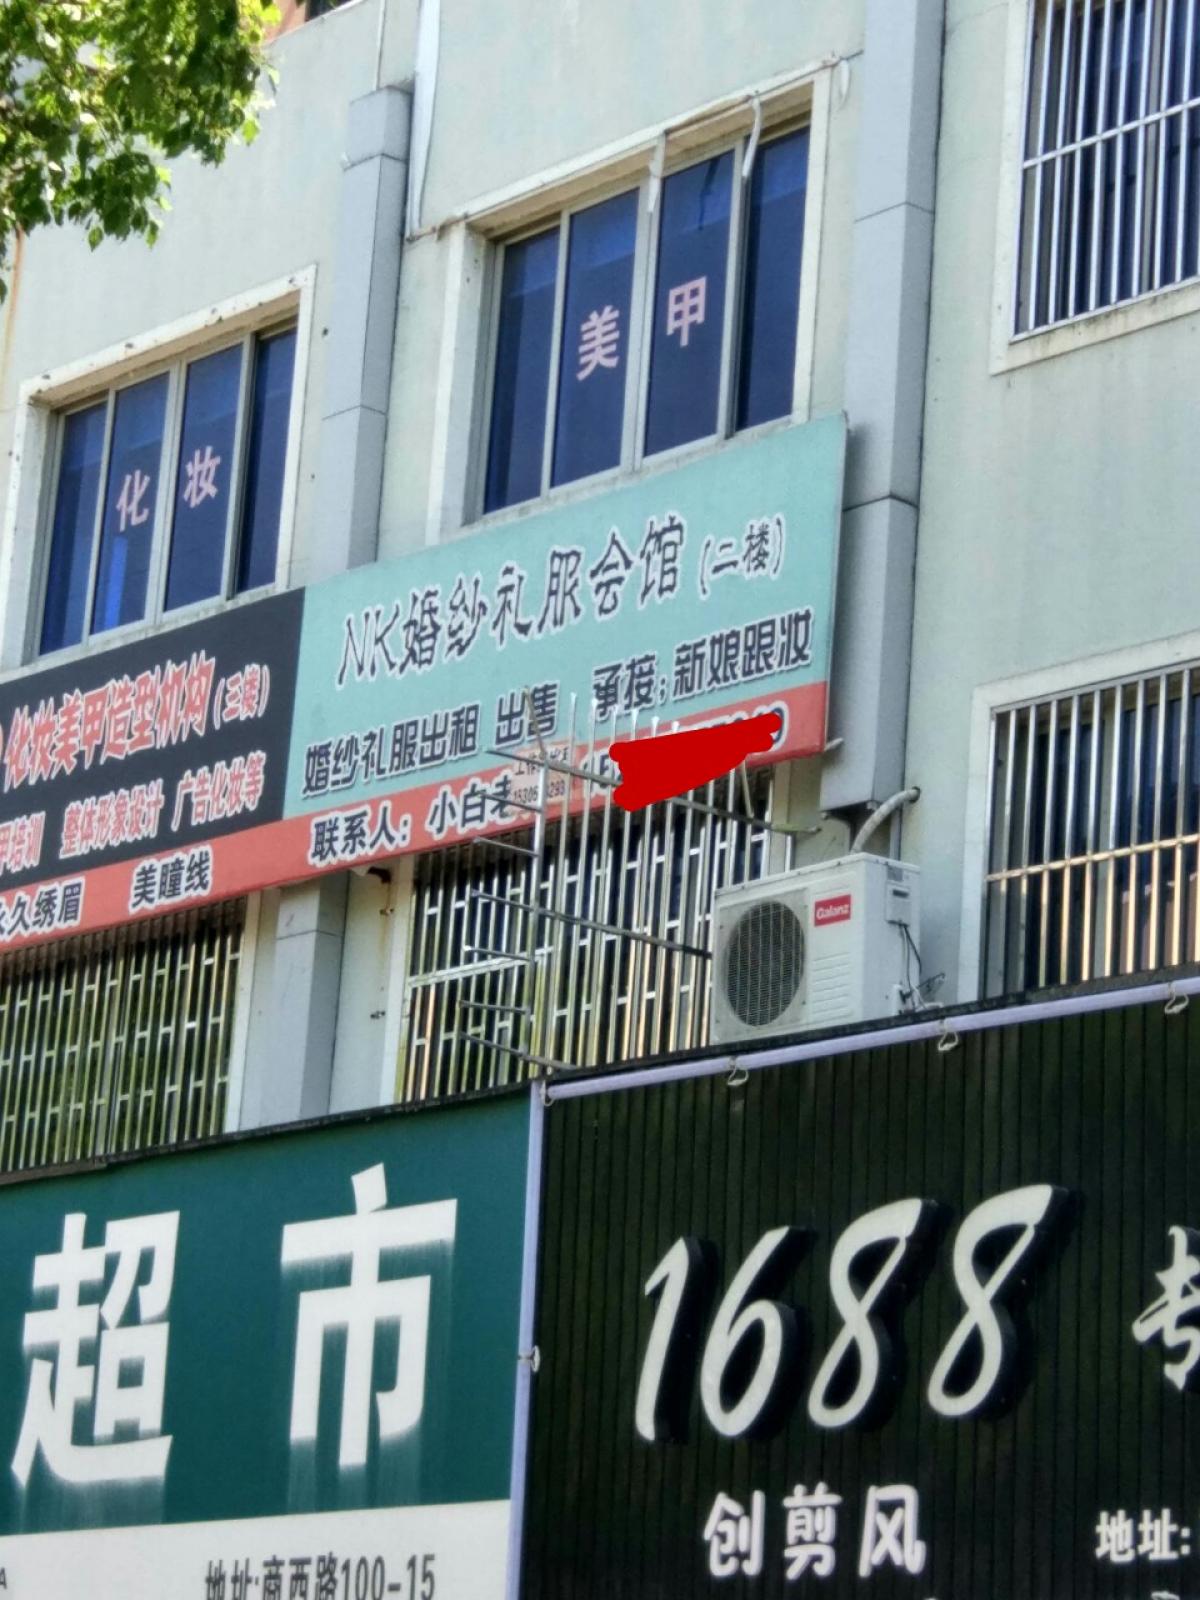 美甲
化妆
NK婚纱礼服会馆(二楼)
婚纱礼服出租 出售 承接:新娘跟妆
联系人: 小白
化妆美甲造型机构(三楼)
甲培训 整体形象设计 广告化妆等
永久绣眉 美瞳线
Galanz
超市
地址:商西路100-15
1688 专
创剪风
地址: